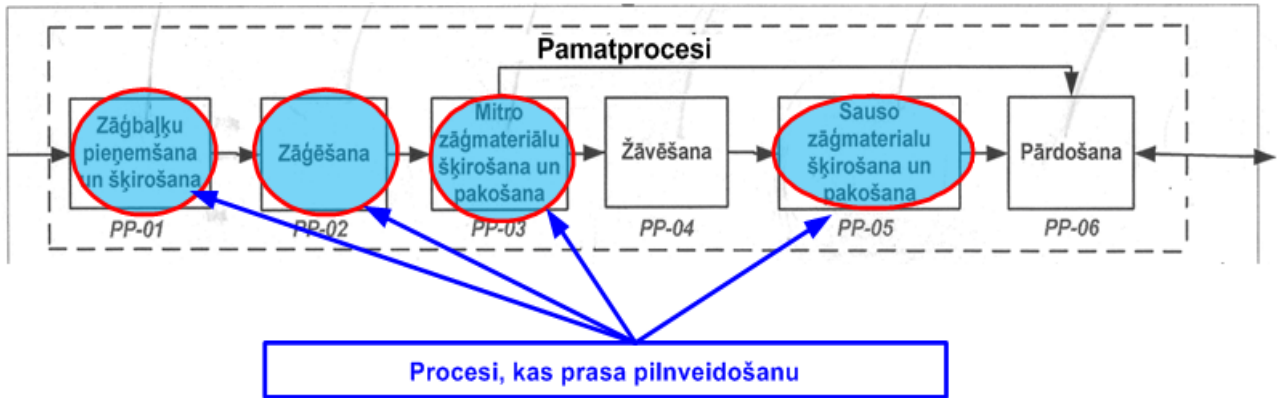 Pamatprocesi
Zāģbaļķu
pieņemšana
un šķirošana
PP-01
Zāģēšana
PP-02
Mitro
zāģmateriālu
šķirošana un
pakošana
PP-03
Žāvēšana
PP-04
Sauso
zāģmaterialu
šķirošana un
pakošana
PP-05
Pārdošana
PP-06
Procesi, kas prasa pilnveidošanu